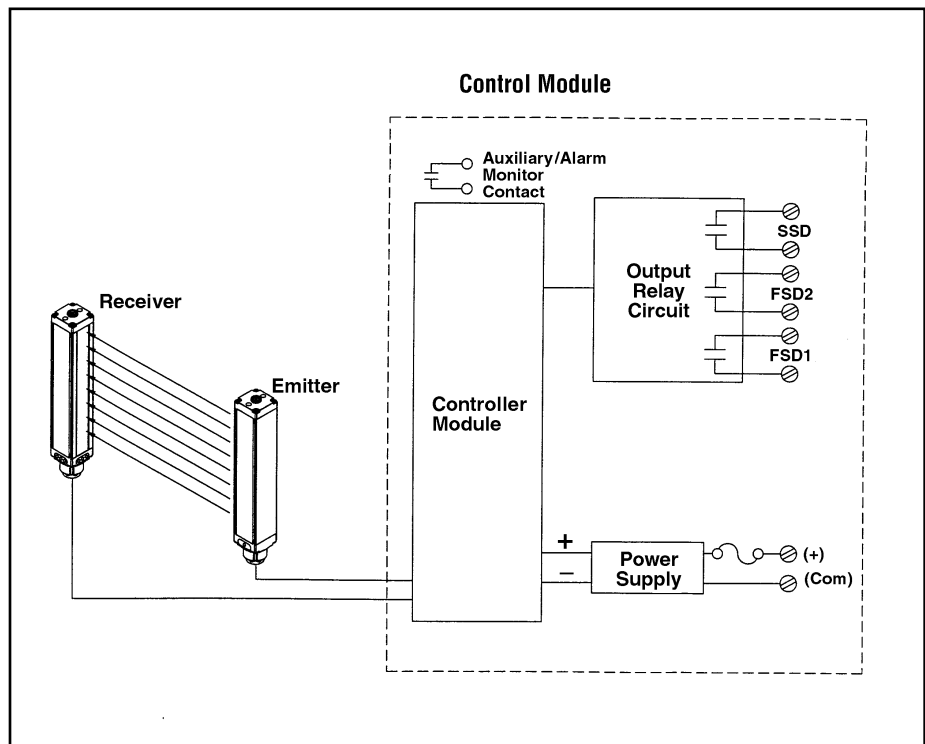 Control Module
Auxiliary/Alarm
Monitor
Contact
SSD
Output
Relay
Circuit
FSD2
FSD1
Receiver
Emitter
Controller
Module
+
–
Power
Supply
(+)
(Com)